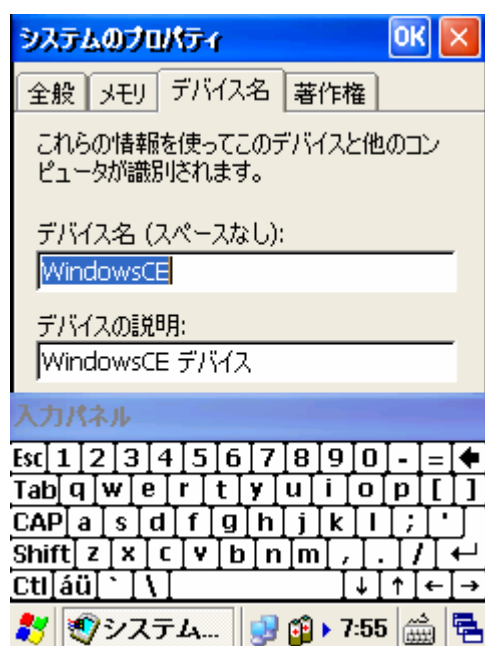 システムのプロパティ OK
全般 メモリ デバイス名 著作権
これらの情報を使ってこのデバイスと他のコン
ピュータが識別されます。
デバイス名 (スペースなし):
WindowsCE
デバイスの説明:
WindowsCE デバイス
入力パネル
Esc 1 2 3 4 5 6 7 8 9 0 - =
Tab q w e r t y u i o p [ ]
CAP a s d f g h j k l ; '
Shift z x c v b n m , . /
Ctl áü ` \ ↓ ↑ ← →
システム... 7:55